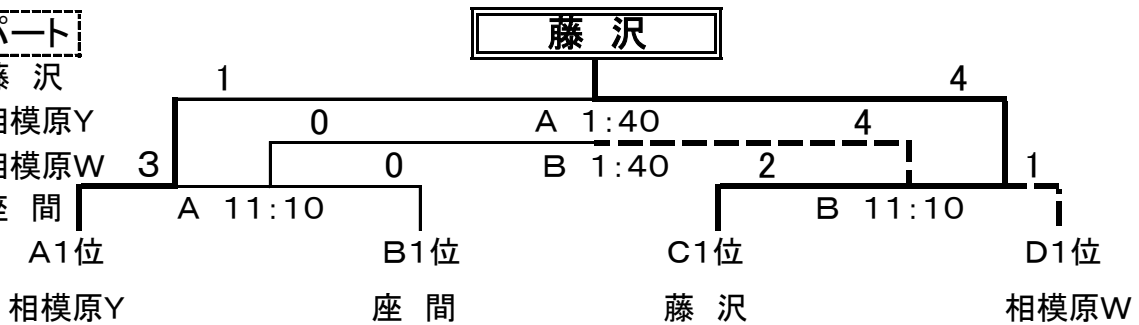 パート
藤 沢
藤 沢
1
4
相模原Y
0
A 1:40
4
相模原W
3
0
B 1:40
2
1
座 間
A 11:10
B 11:10
A1位
B1位
C1位
D1位
相模原Y
座 間
藤 沢
相模原W